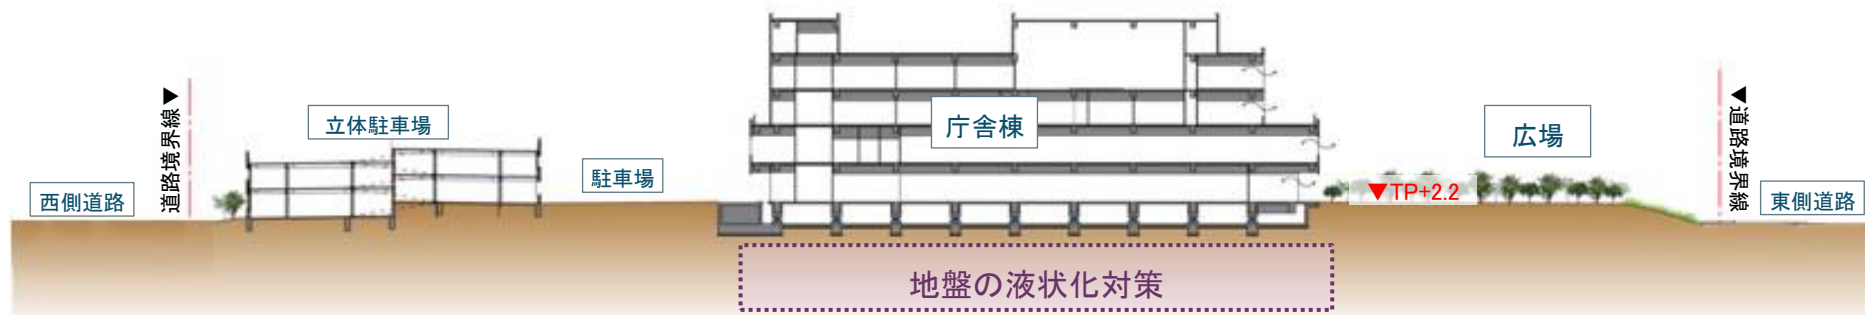 西側道路
道路境界線▼
立体駐車場
駐車場
庁舎棟
▼TP+2.2
広場
▼道路境界線
東側道路
地盤の液状化対策